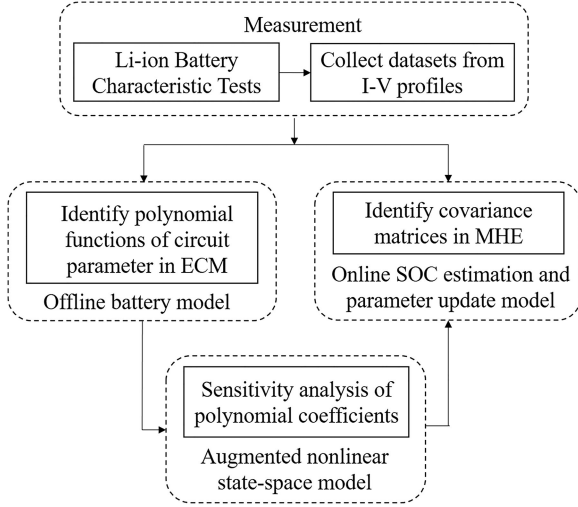 Measurement
Li-ion Battery
Characteristic Tests
Collect datasets from
I-V profiles
Identify polynomial
functions of circuit
parameter in ECM
Offline battery model
Identify covariance
matrices in MHE
Online SOC estimation and
parameter update model
Sensitivity analysis of
polynomial coefficients
Augmented nonlinear
state-space model